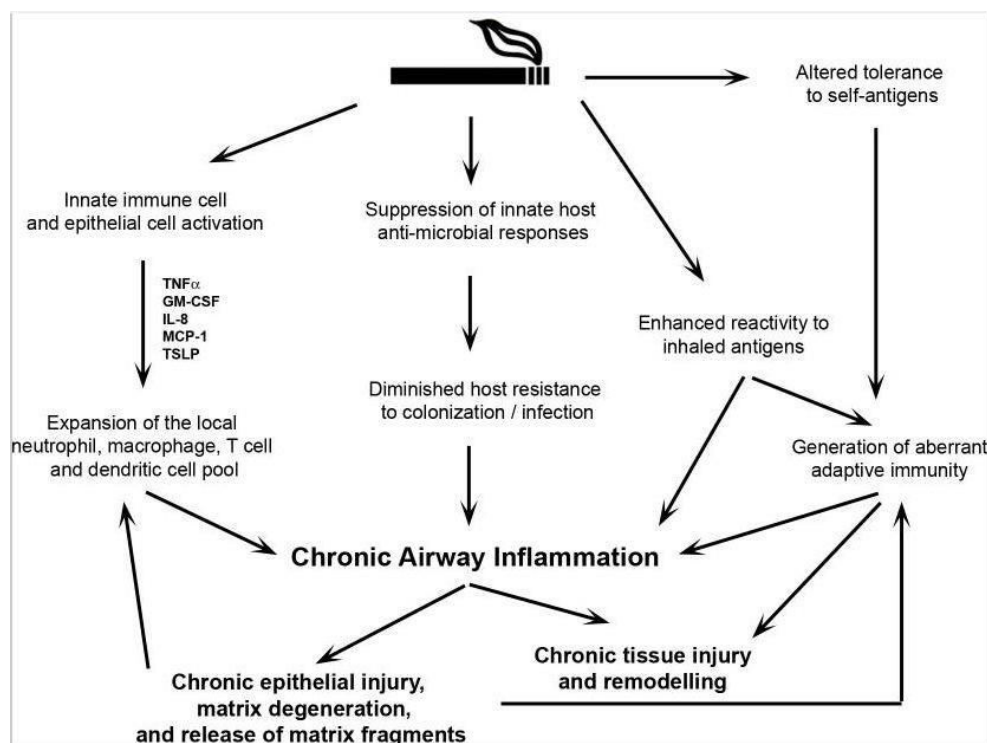 Altered tolerance
to self-antigens
Innate immune cell
and epithelial cell activation
Suppression of innate host
anti-microbial responses
TNFα
GM-CSF
IL-8
MCP-1
TSLP
Enhanced reactivity to
inhaled antigens
Diminished host resistance
to colonization / infection
Expansion of the local
neutrophil, macrophage, T cell
and dendritic cell pool
Generation of aberrant
adaptive immunity
Chronic Airway Inflammation
Chronic tissue injury
and remodelling
Chronic epithelial injury,
matrix degeneration,
and release of matrix fragments